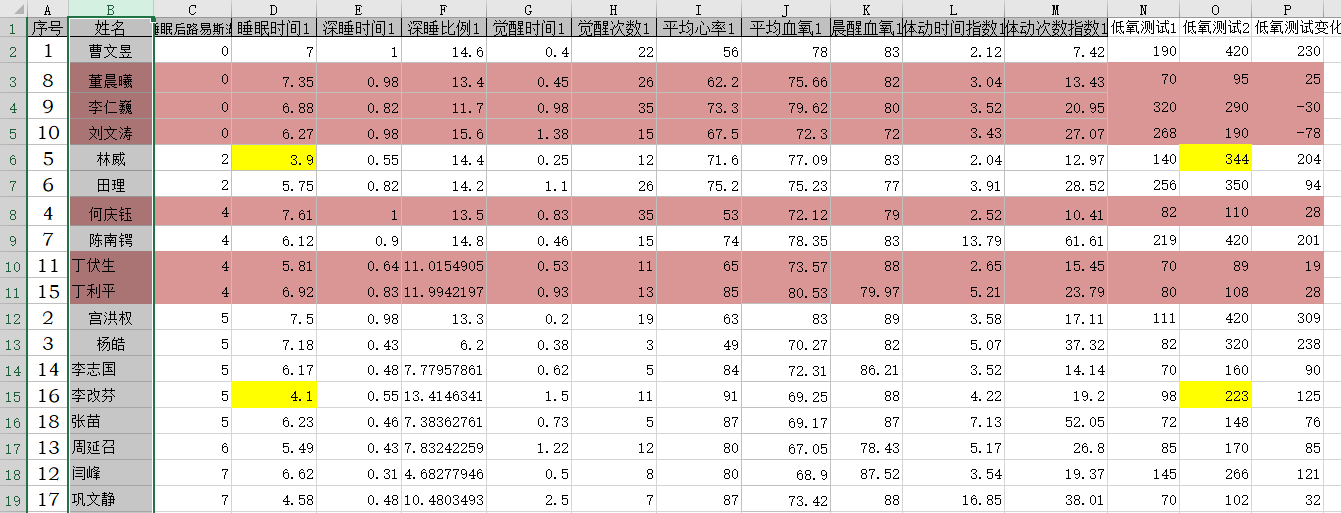 A B C D E F G H I J K L M N O P
1 序号 姓名 睡眠后路易斯湖 睡眠时间1 深睡时间1 深睡比例1 觉醒时间1 觉醒次数1 平均心率1 平均血氧1 晨醒血氧1 体动时间指数1 体动次数指数1 低氧测试1 低氧测试2 低氧测试变化
2 1 曹文昱 0 7 1 14.6 0.4 22 56 78 83 2.12 7.42 190 420 230
3 8 董晨曦 0 7.35 0.98 13.4 0.45 26 62.2 75.66 82 3.04 13.43 70 95 25
4 9 李仁巍 0 6.88 0.82 11.7 0.98 35 73.3 79.62 80 3.52 20.95 320 290 -30
5 10 刘文涛 0 6.27 0.98 15.6 1.38 15 67.5 72.3 72 3.43 27.07 268 190 -78
6 5 林威 2 3.9 0.55 14.4 0.25 12 71.6 77.09 83 2.04 12.97 140 344 204
7 6 田理 2 5.75 0.82 14.2 1.1 26 75.2 75.23 77 3.91 28.52 256 350 94
8 4 何庆钰 4 7.61 1 13.5 0.83 35 53 72.12 79 2.52 10.41 82 110 28
9 7 陈南锷 4 6.12 0.9 14.8 0.46 15 74 78.35 83 13.79 61.61 219 420 201
10 11 丁伏生 4 5.81 0.64 11.0154905 0.53 11 65 73.57 88 2.65 15.45 70 89 19
11 15 丁利平 4 6.92 0.83 11.9942197 0.93 13 85 80.53 79.97 5.21 23.79 80 108 28
12 2 宫洪权 5 7.5 0.98 13.3 0.2 19 63 83 89 3.58 17.11 111 420 309
13 3 杨皓 5 7.18 0.43 6.2 0.38 3 49 70.27 82 5.07 37.32 82 320 238
14 14 李志国 5 6.17 0.48 7.77957861 0.62 5 84 72.31 86.21 3.52 14.14 70 160 90
15 16 李改芬 5 4.1 0.55 13.4146341 1.5 11 91 69.25 88 4.22 19.2 98 223 125
16 18 张苗 5 6.23 0.46 7.38362761 0.73 5 87 69.17 87 7.13 52.05 72 148 76
17 13 周延召 6 5.49 0.43 7.83242259 1.22 12 80 67.05 78.43 5.17 26.8 85 170 85
18 12 闫峰 7 6.62 0.31 4.68277946 0.5 8 80 68.9 87.52 3.54 19.37 145 266 121
19 17 巩文静 7 4.58 0.48 10.4803493 2.5 7 87 73.42 88 16.85 38.01 70 102 32